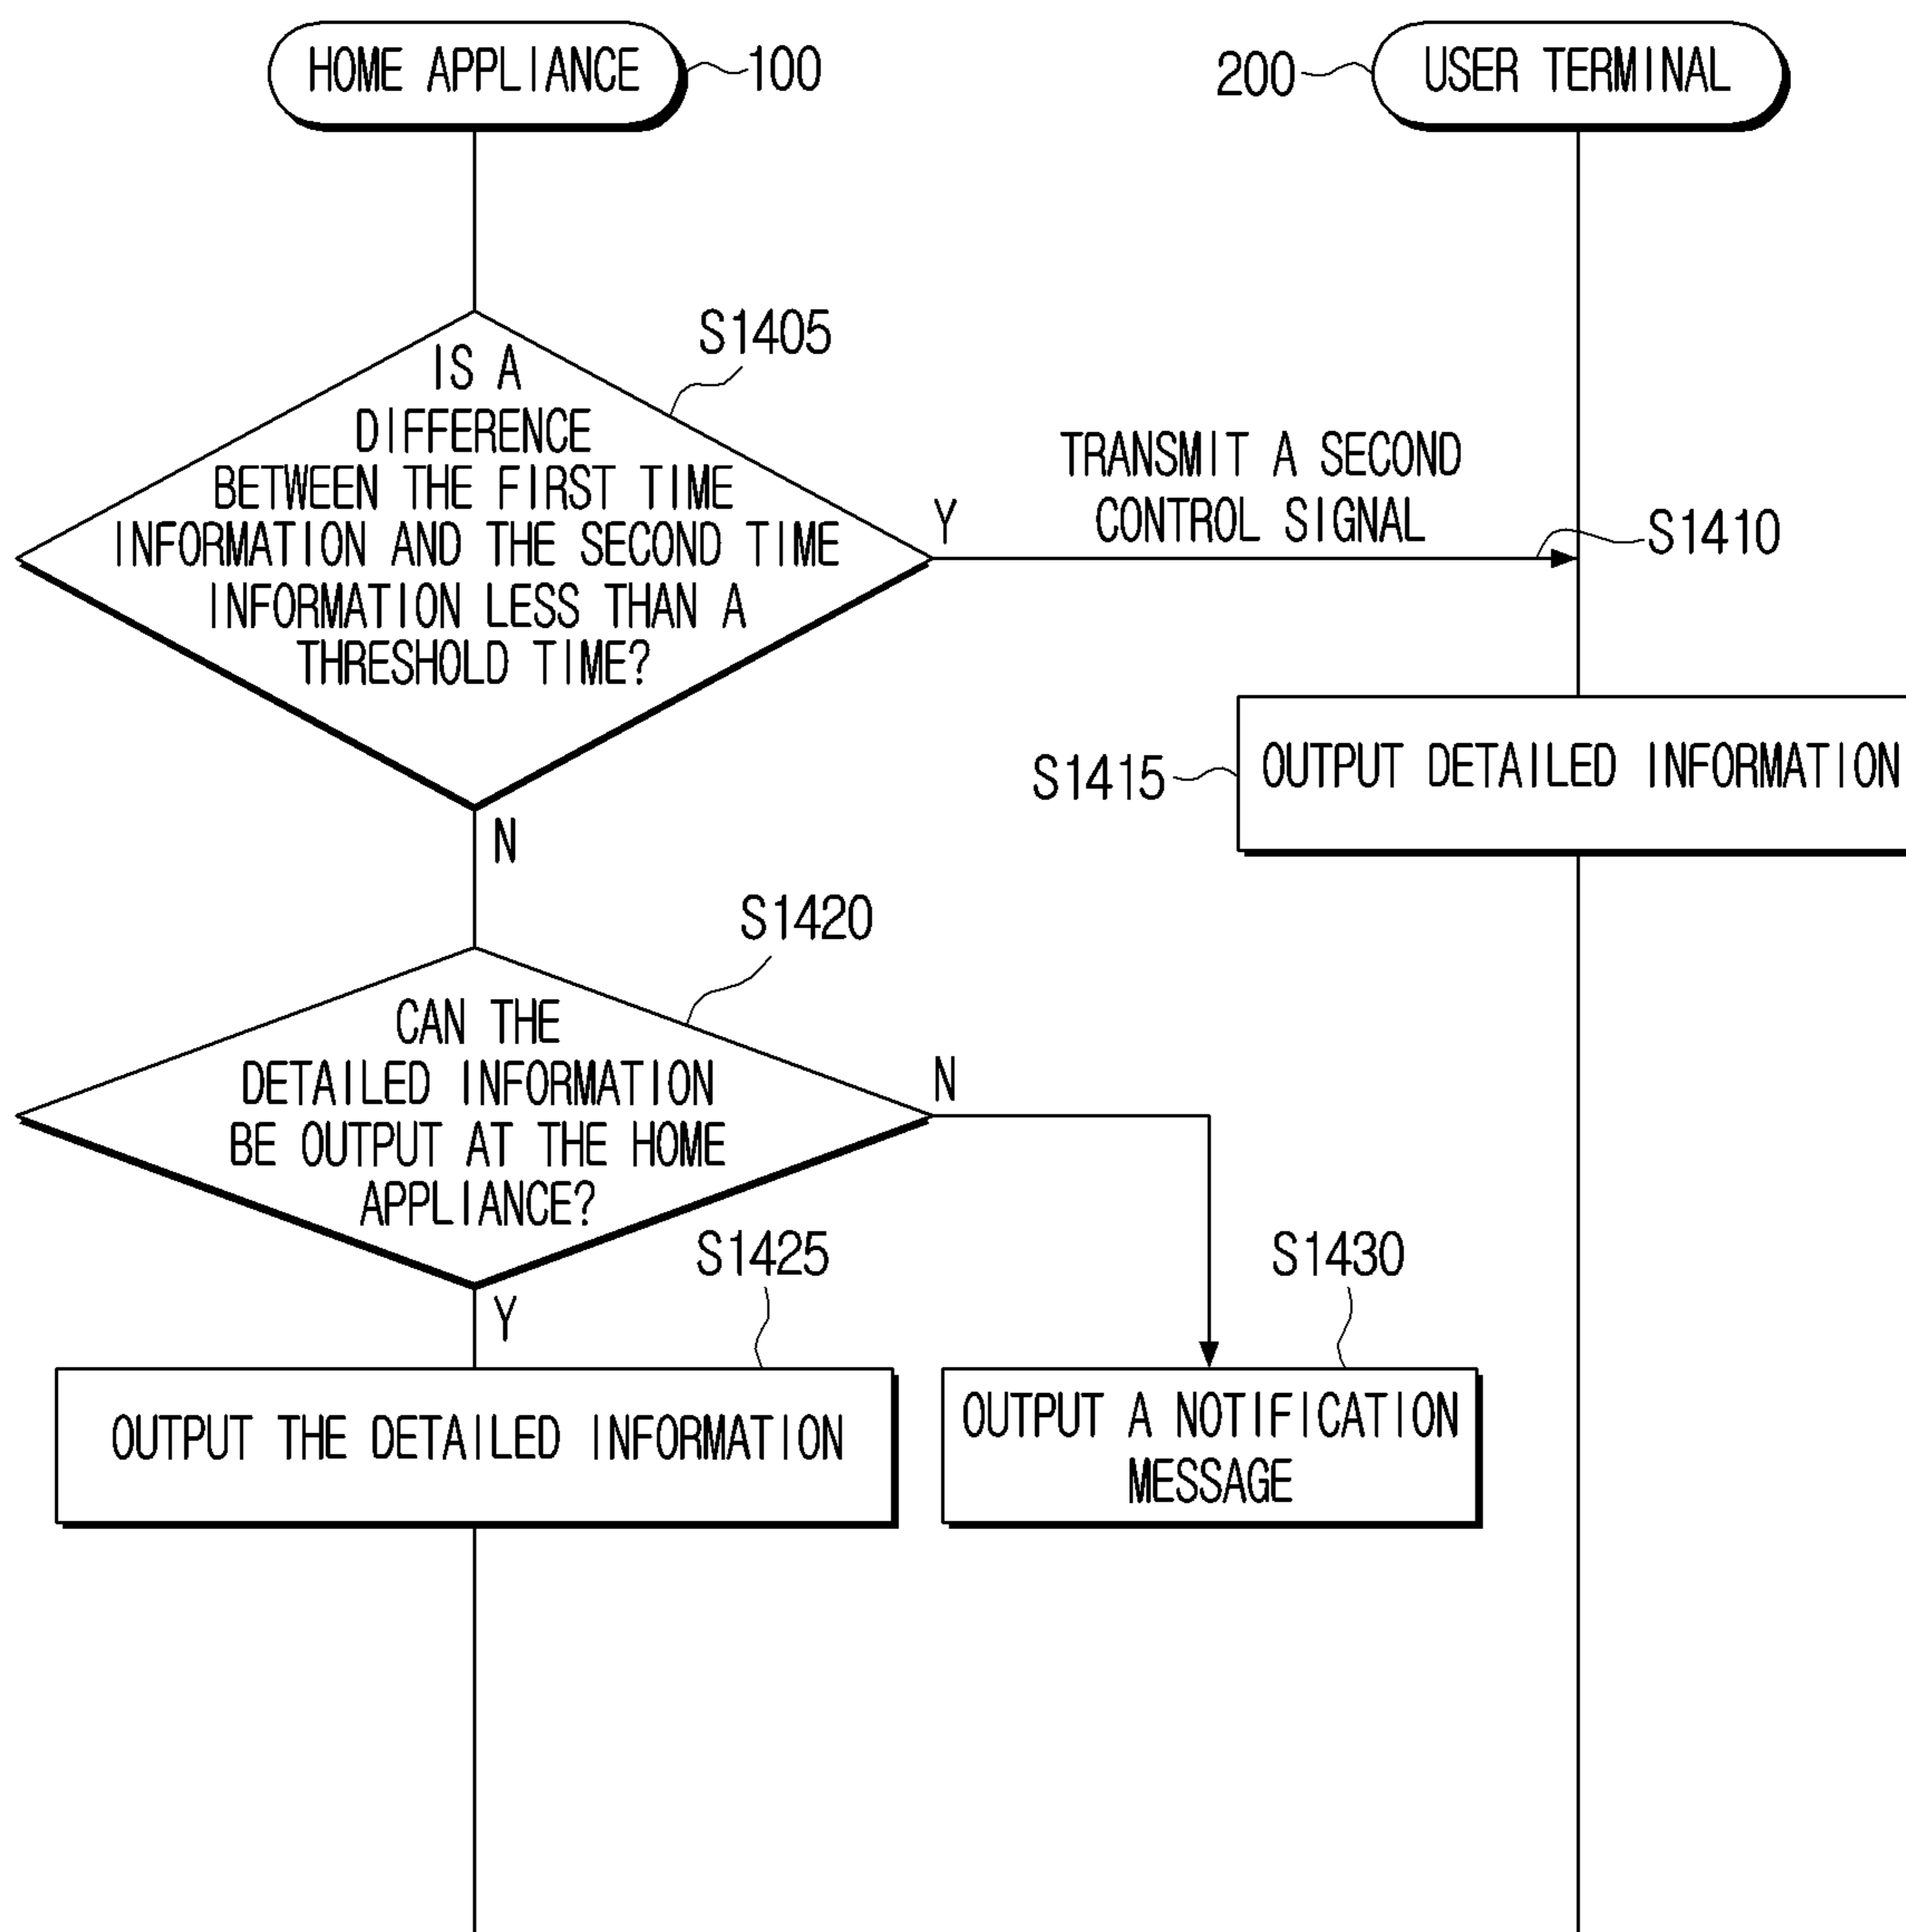 HOME APPLIANCE
100
200
USER TERMINAL
S1405
IS A
DIFFERENCE
BETWEEN THE FIRST TIME
INFORMATION AND THE SECOND TIME
INFORMATION LESS THAN A
THRESHOLD TIME?
Y
TRANSMIT A SECOND
CONTROL SIGNAL
S1410
S1415
OUTPUT DETAILED INFORMATION
N
S1420
CAN THE
DETAILED INFORMATION
BE OUTPUT AT THE HOME
APPLIANCE?
N
Y
S1425
S1430
OUTPUT THE DETAILED INFORMATION
OUTPUT A NOTIFICATION
MESSAGE